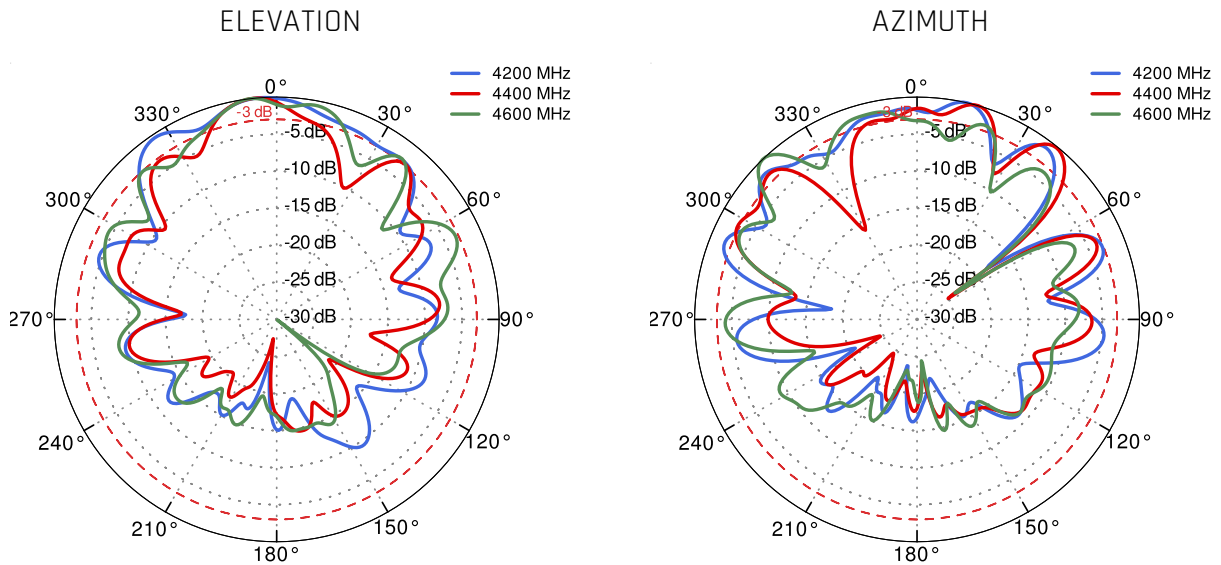 ELEVATION
4200 MHz
4400 MHz
4600 MHz
0°
30°
60°
90°
120°
150°
180°
210°
240°
270°
300°
330°
-3 dB
-5 dB
-10 dB
-15 dB
-20 dB
-25 dB
-30 dB
AZIMUTH
4200 MHz
4400 MHz
4600 MHz
0°
30°
60°
90°
120°
150°
180°
210°
240°
270°
300°
330°
-3 dB
-5 dB
-10 dB
-15 dB
-20 dB
-25 dB
-30 dB